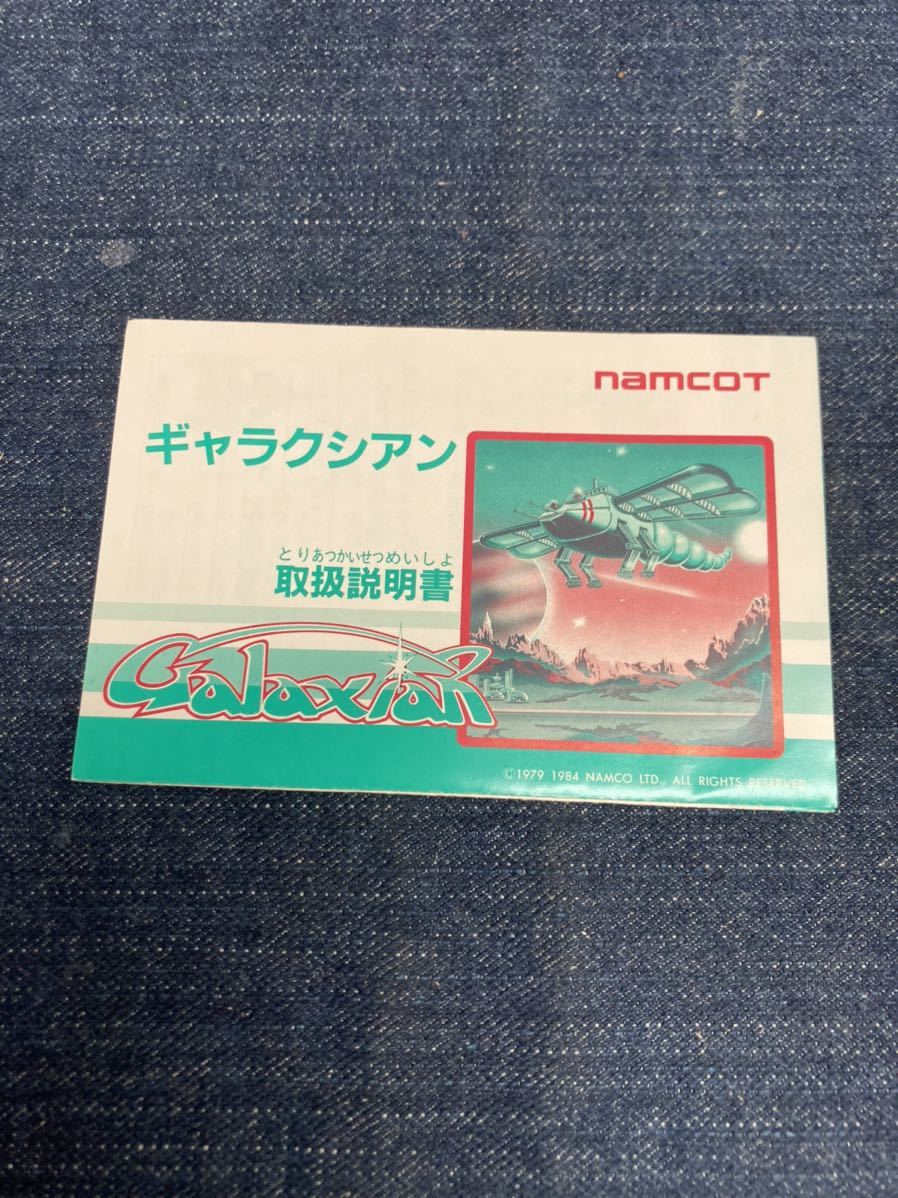 namcoT
ギャラクシアン
とりあつかいせつめいしょ
取扱説明書
Galaxian
© 1979 1984 NAMCO LTD., ALL RIGHTS RESERVED